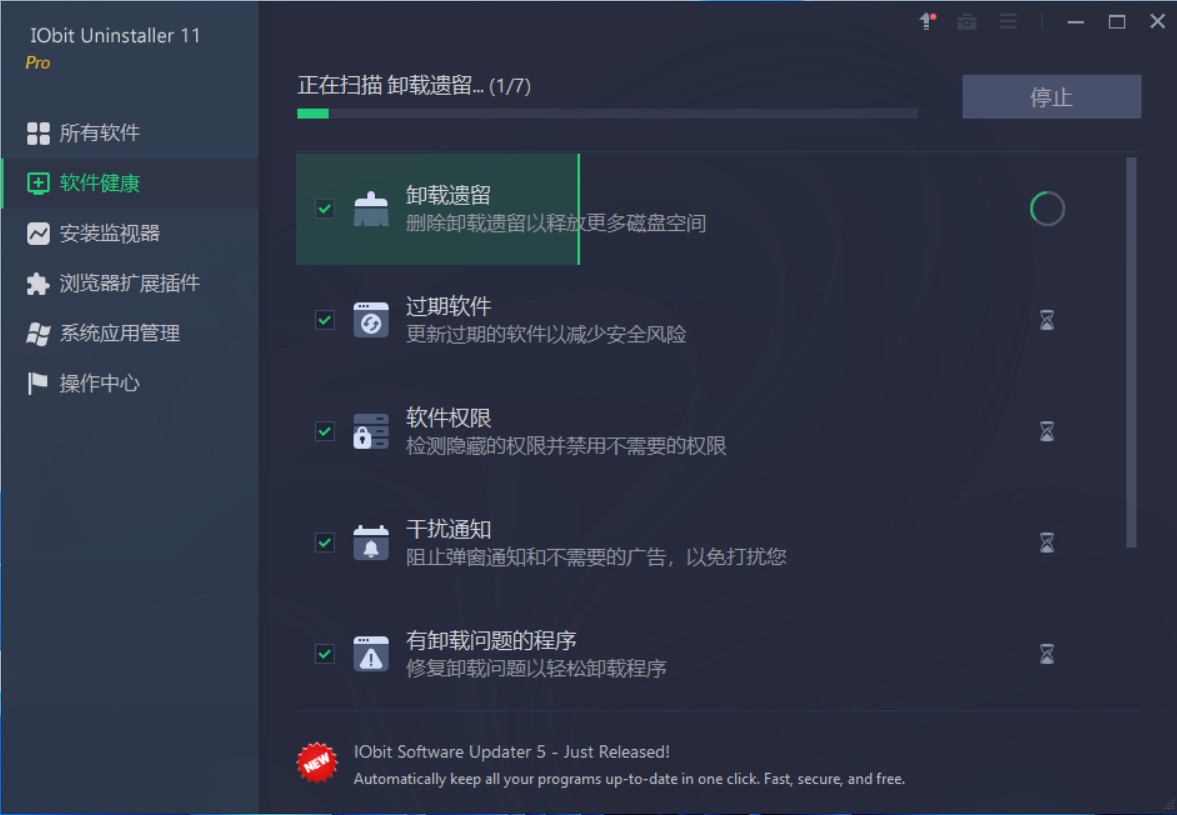 IObit Uninstaller 11
Pro
所有软件
软件健康
安装监视器
浏览器扩展插件
系统应用管理
操作中心
正在扫描 卸载遗留... (1/7)
停止
卸载遗留
删除卸载遗留以释放更多磁盘空间
过期软件
更新过期的软件以减少安全风险
软件权限
检测隐藏的权限并禁用不需要的权限
干扰通知
阻止弹窗通知和不需要的广告，以免打扰您
有卸载问题的程序
修复卸载问题以轻松卸载程序
NEW
IObit Software Updater 5 - Just Released!
Automatically keep all your programs up-to-date in one click. Fast, secure, and free.